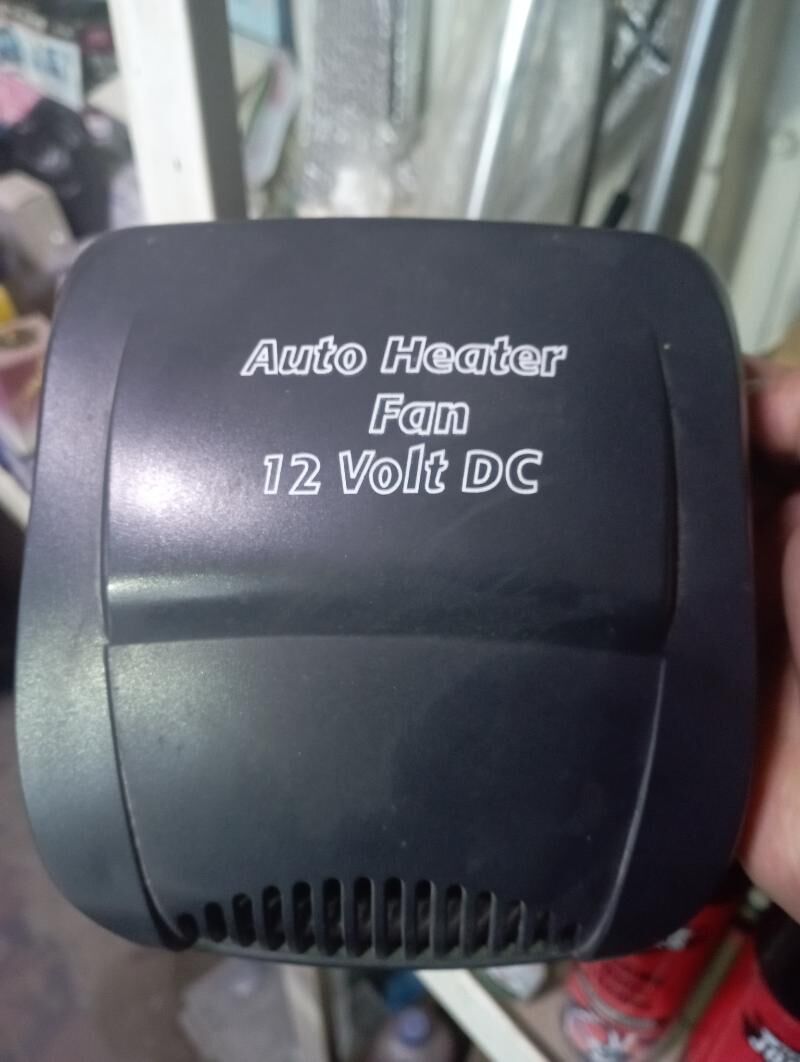 Auto Heater
Fan
12 Volt DC